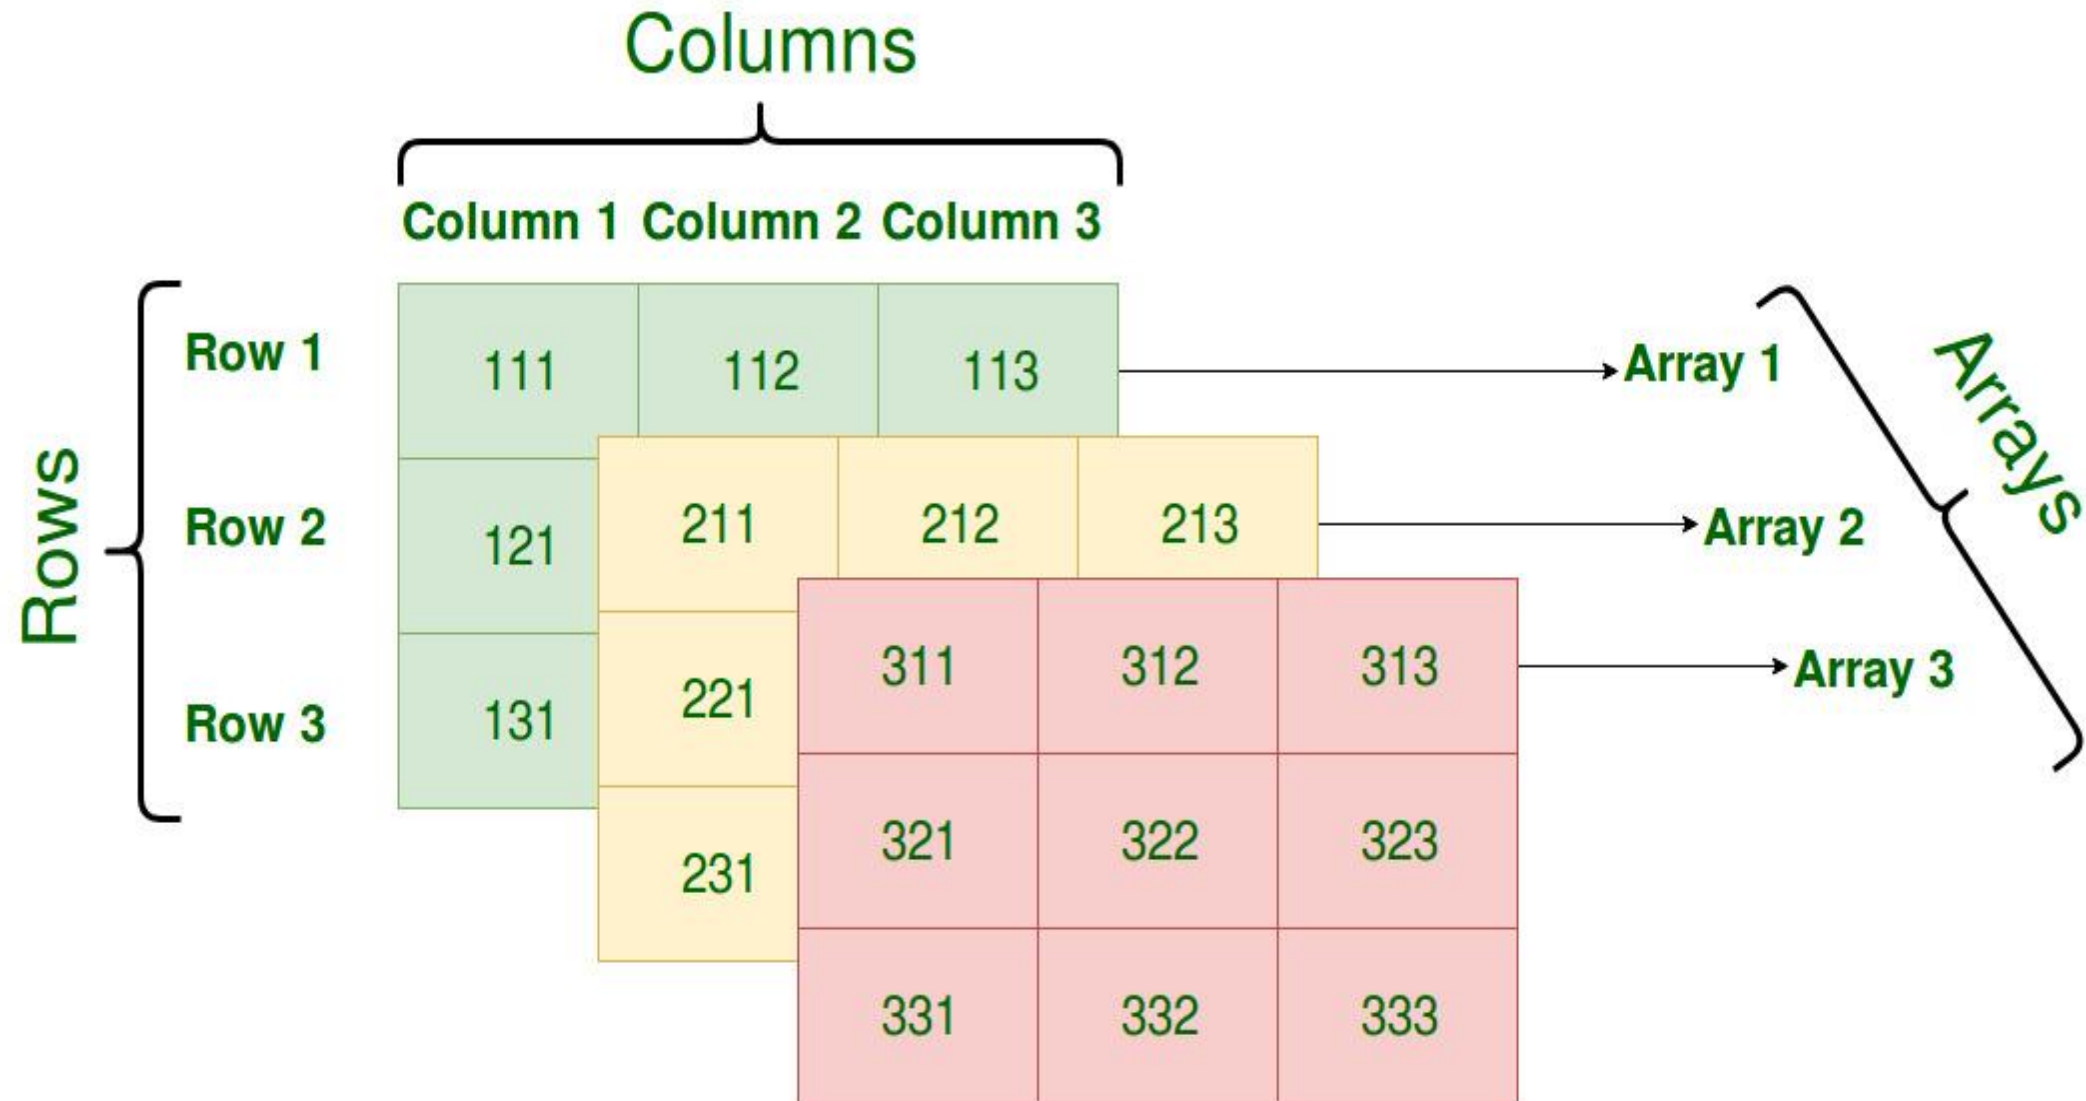 Columns
Column 1 Column 2 Column 3
Rows
Row 1
111 112 113
Array 1
Arrays
Row 2
121
211 212 213
Array 2
Row 3
131
221
311 312 313
Array 3
231
321 322 323
331 332 333